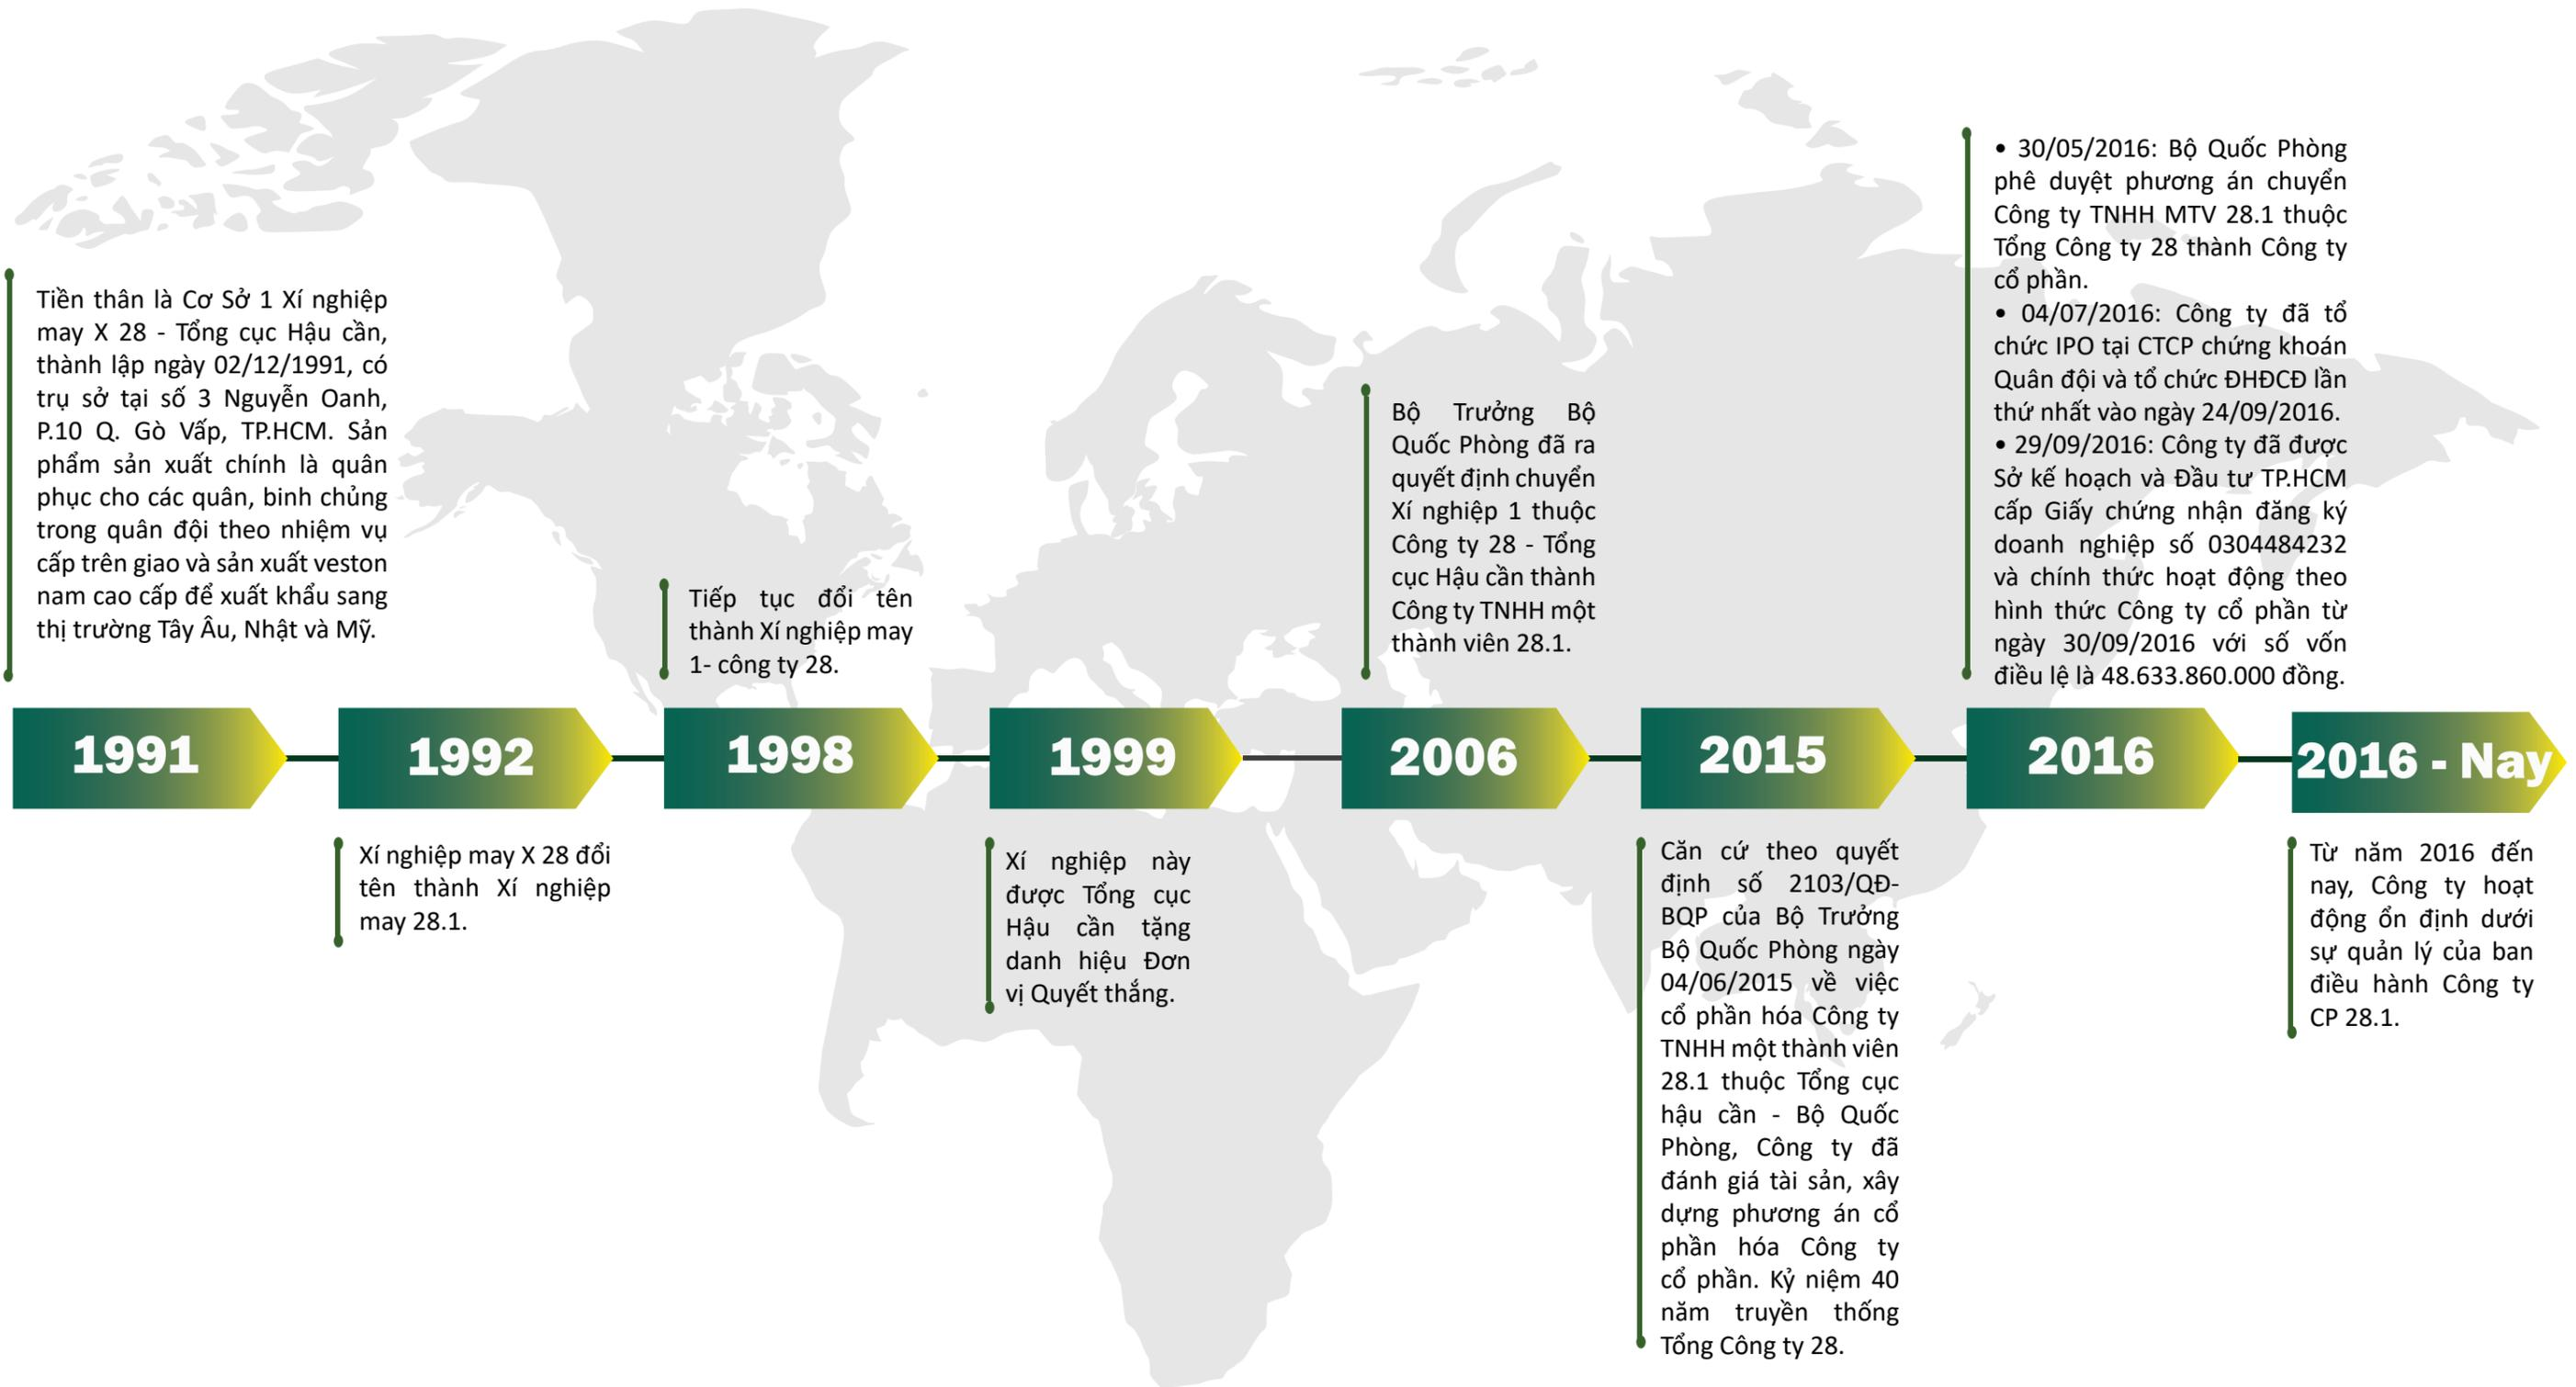 Tiền thân là Cơ Sở 1 Xí nghiệp
may X 28 - Tổng cục Hậu cần,
thành lập ngày 02/12/1991, có
trụ sở tại số 3 Nguyễn Oanh,
P.10 Q. Gò Vấp, TP.HCM. Sản
phẩm sản xuất chính là quân
phục cho các quân, binh chủng
trong quân đội theo nhiệm vụ
cấp trên giao và sản xuất veston
nam cao cấp để xuất khẩu sang
thị trường Tây Âu, Nhật và Mỹ.
1991
1992
Xí nghiệp may X 28 đổi
tên thành Xí nghiệp
may 28.1.
Tiếp tục đổi tên
thành Xí nghiệp may
1- công ty 28.
1998
1999
Xí nghiệp này
được Tổng cục
Hậu cần tặng
danh hiệu Đơn
vị Quyết thắng.
Bộ Trưởng Bộ
Quốc Phòng đã ra
quyết định chuyển
Xí nghiệp 1 thuộc
Công ty 28 - Tổng
cục Hậu cần thành
Công ty TNHH một
thành viên 28.1.
2006
2015
Căn cứ theo quyết
định số 2103/QĐ-
BQP của Bộ Trưởng
Bộ Quốc Phòng ngày
04/06/2015 về việc
cổ phần hóa Công ty
TNHH một thành viên
28.1 thuộc Tổng cục
hậu cần - Bộ Quốc
Phòng, Công ty đã
đánh giá tài sản, xây
dựng phương án cổ
phần hóa Công ty
cổ phần. Kỷ niệm 40
năm truyền thống
Tổng Công ty 28.
• 30/05/2016: Bộ Quốc Phòng
phê duyệt phương án chuyển
Công ty TNHH MTV 28.1 thuộc
Tổng Công ty 28 thành Công ty
cổ phần.
• 04/07/2016: Công ty đã tổ
chức IPO tại CTCP chứng khoán
Quân đội và tổ chức ĐHĐCĐ lần
thứ nhất vào ngày 24/09/2016.
• 29/09/2016: Công ty đã được
Sở kế hoạch và Đầu tư TP.HCM
cấp Giấy chứng nhận đăng ký
doanh nghiệp số 0304484232
và chính thức hoạt động theo
hình thức Công ty cổ phần từ
ngày 30/09/2016 với số vốn
điều lệ là 48.633.860.000 đồng.
2016
2016 - Nay
Từ năm 2016 đến
nay, Công ty hoạt
động ổn định dưới
sự quản lý của ban
điều hành Công ty
CP 28.1.